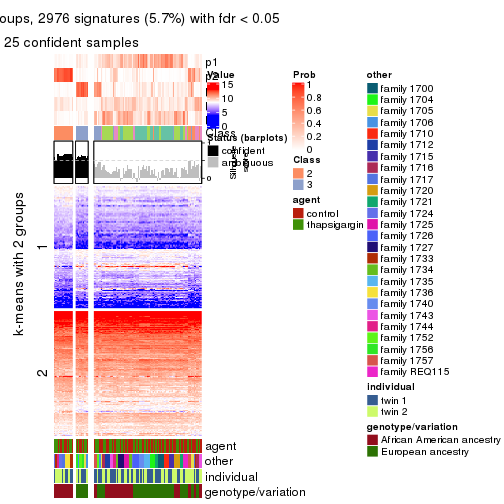 oups, 2976 signatures (5.7%) with fdr < 0.05
25 confident samples
p1
p2
Class
1
0
k-means with 2 groups
1
2
agent
other
individual
genotype/variation
Value
15
10
5
0
Status (barplots)
confident
ambiguous
Prob
1
0.8
0.6
0.4
0.2
0
Class
2
3
agent
control
thapsigargin
other
family 1700
family 1704
family 1705
family 1706
family 1710
family 1712
family 1715
family 1716
family 1717
family 1720
family 1721
family 1724
family 1725
family 1726
family 1727
family 1733
family 1734
family 1735
family 1736
family 1740
family 1743
family 1744
family 1752
family 1756
family 1757
family REQ115
individual
twin 1
twin 2
genotype/variation
African American ancestry
European ancestry